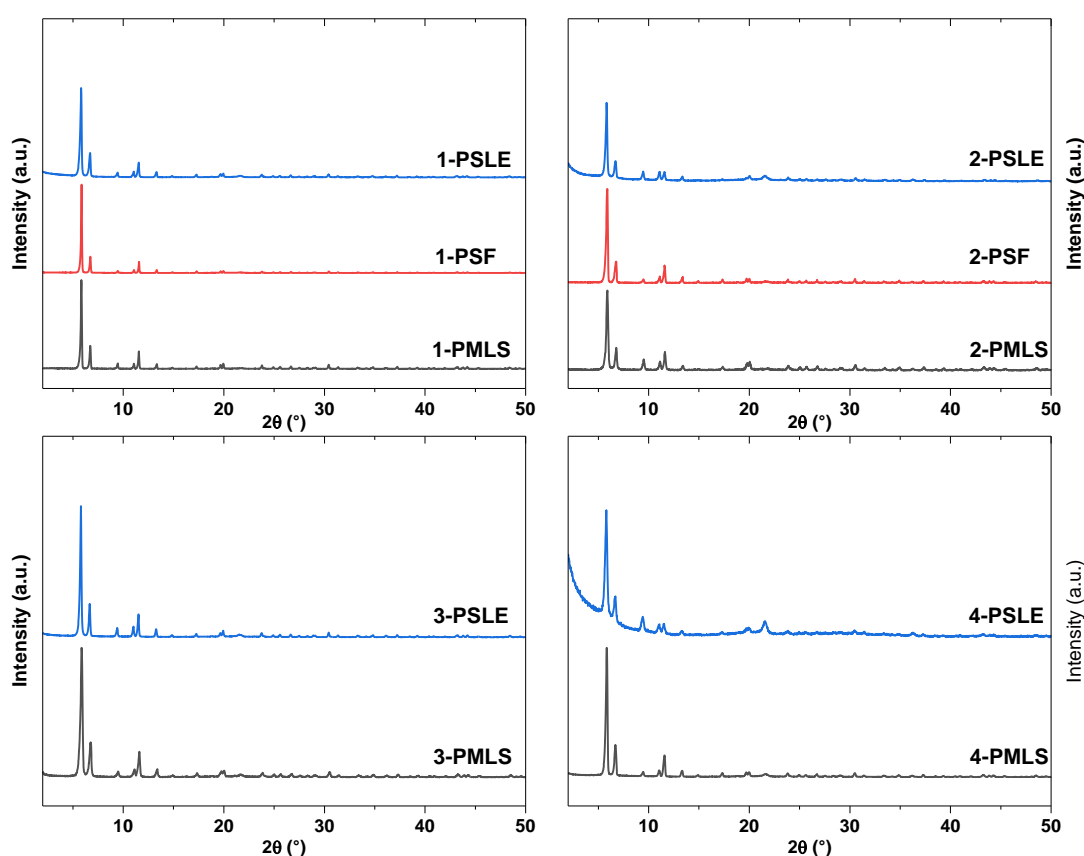 Intensity (a.u.)
1-PSLE
1-PSF
1-PMLS
10 20 30 40 50
2θ (°)
2-PSLE
2-PSF
2-PMLS
10 20 30 40 50
2θ (°)
Intensity (a.u.)
Intensity (a.u.)
3-PSLE
3-PMLS
10 20 30 40 50
2θ (°)
4-PSLE
4-PMLS
10 20 30 40 50
2θ (°)
Intensity (a.u.)